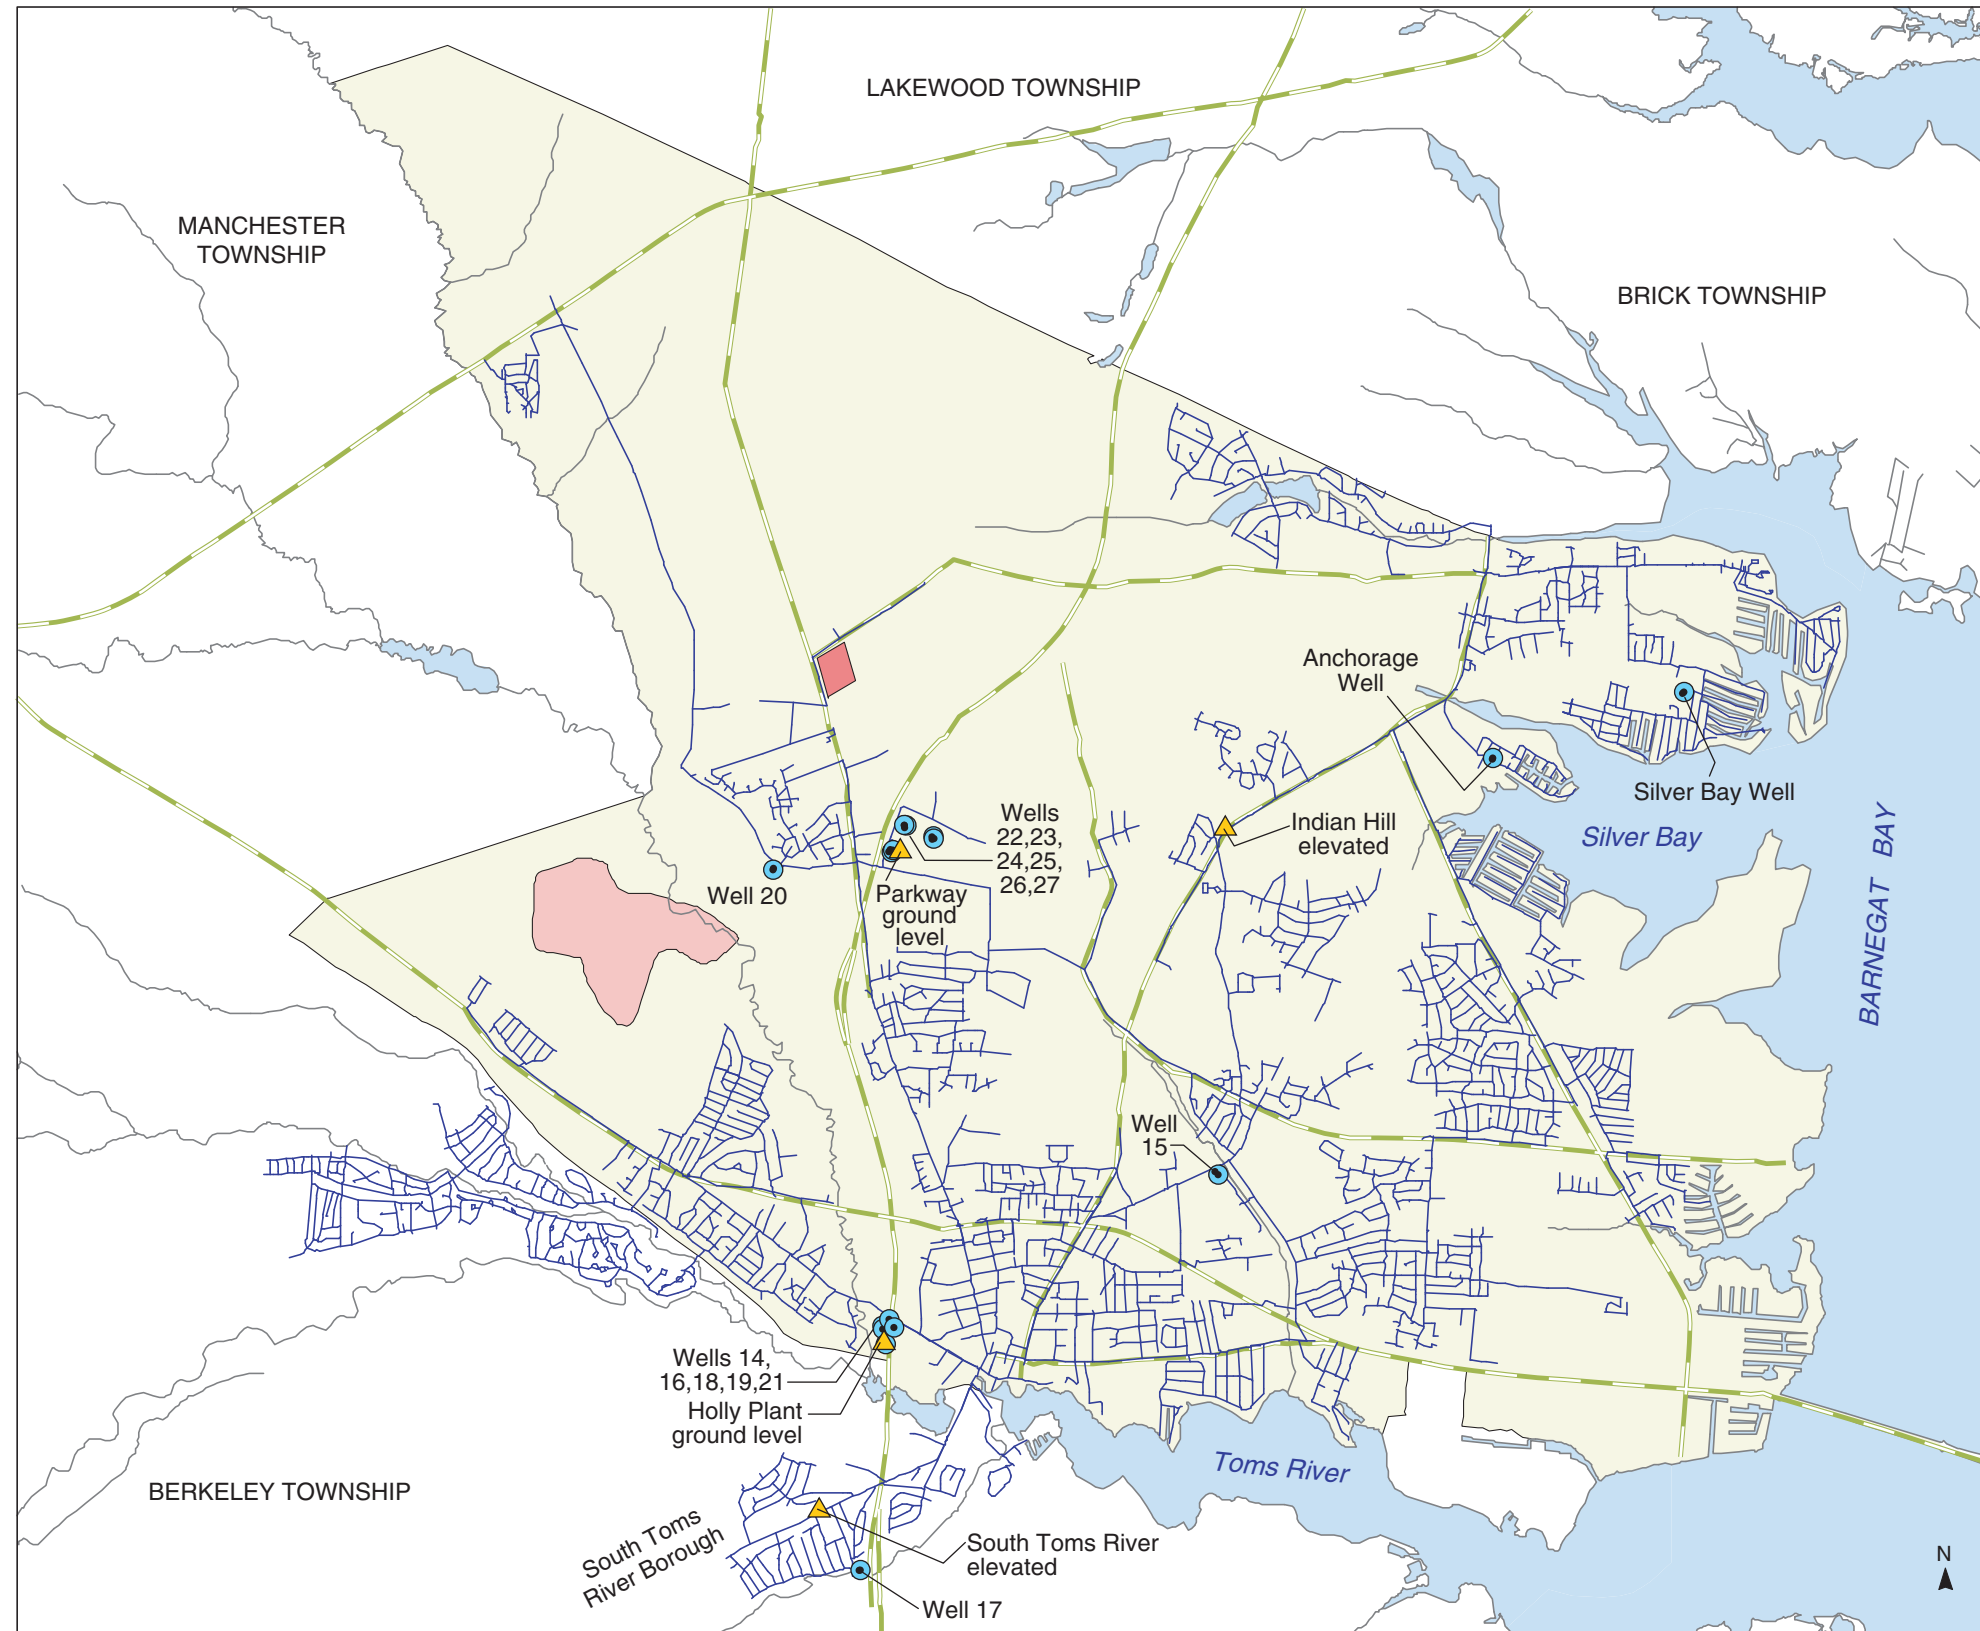 LAKEWOOD TOWNSHIP
MANCHESTER
TOWNSHIP
BRICK TOWNSHIP
Anchorage
Well
Silver Bay Well
Silver Bay
BARNEGAT BAY
Indian Hill
elevated
Wells
22,23,
24,25,
26,27
Well 20
Parkway
ground
level
Well
15
Wells 14,
16,18,19,21
Holly Plant
ground level
Toms River
BERKELEY TOWNSHIP
South Toms
River Borough
South Toms River
elevated
Well 17
N